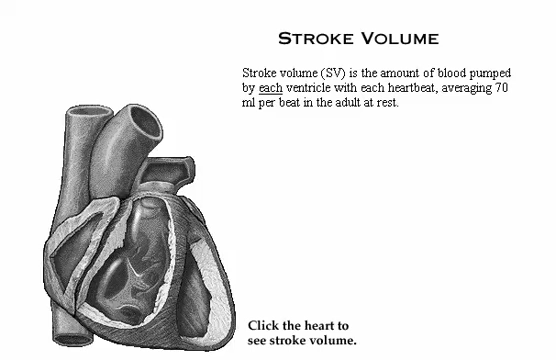 STROKE VOLUME
Stroke volume (SV) is the amount of blood pumped
by each ventricle with each heartbeat, averaging 70
ml per beat in the adult at rest.
Click the heart to
see stroke volume.